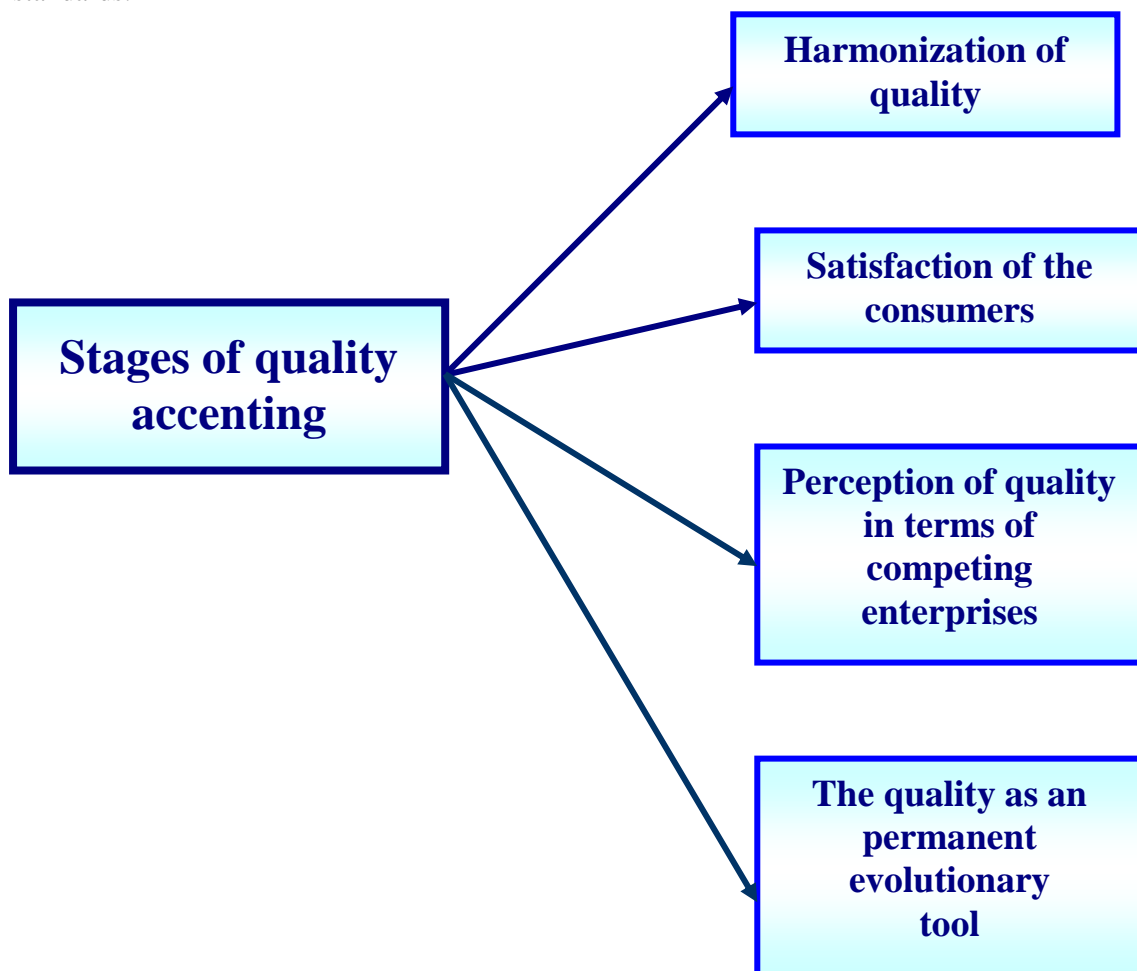 Harmonization of
quality
Satisfaction of the
consumers
Stages of quality
accenting
Perception of quality
in terms of
competing
enterprises
The quality as an
permanent
evolutionary
tool